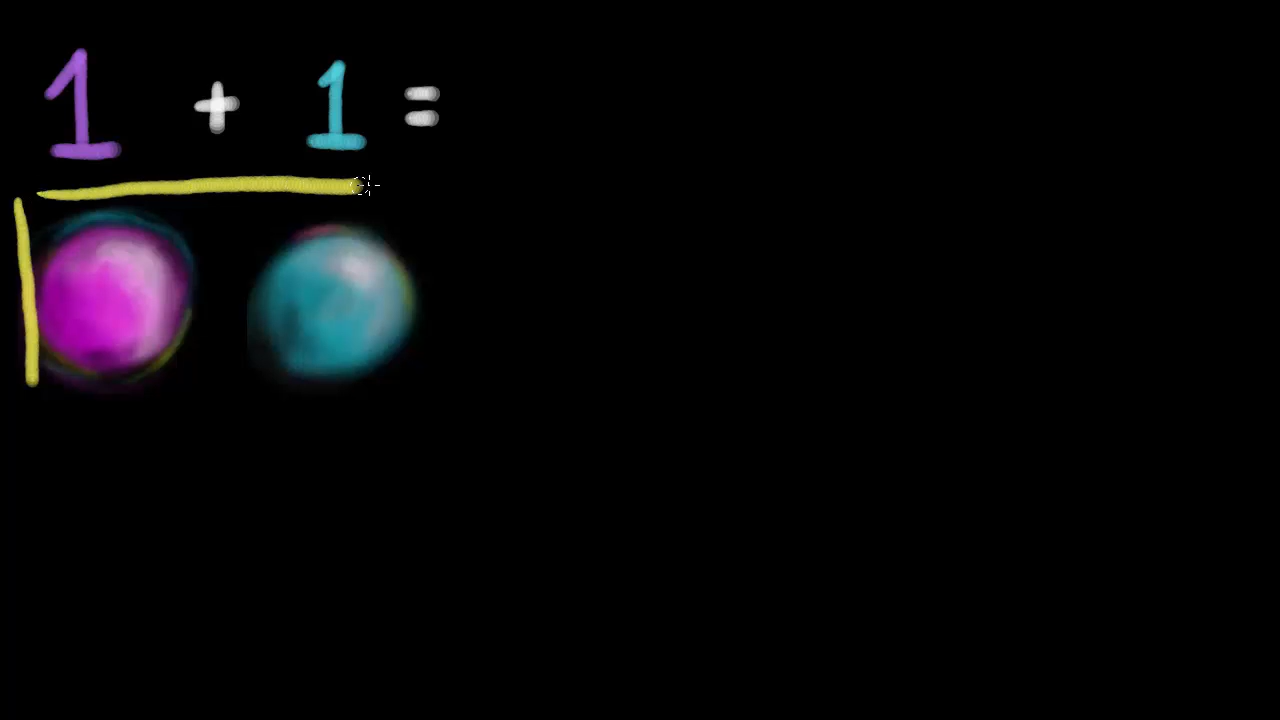 1 + 1 =